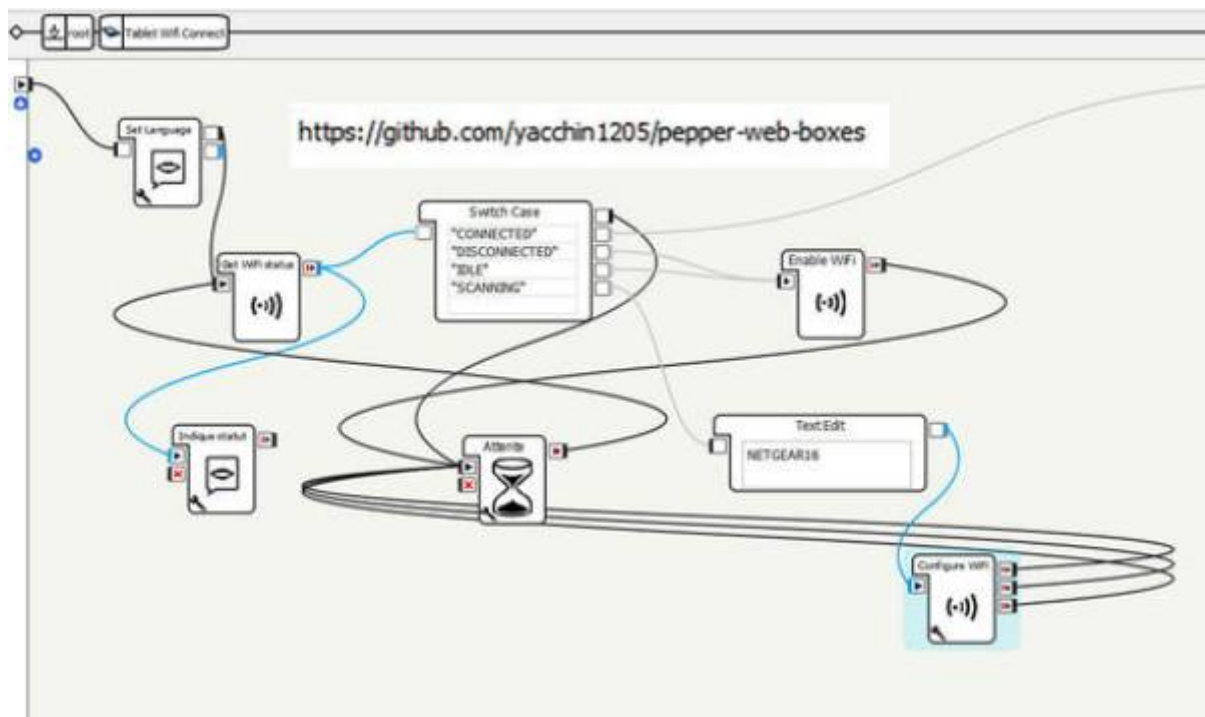 root
Tablet Wifi Connecti
Set Language
https://github.com/yacchin1205/pepper-web-boxes
Switch Case
"CONNECTED"
"DISCONNECTED"
"IDLE"
"SCANNING"
Get WiFi status
Enable WiFi
Indique statut
Attente
Text Edit
NETGEAR16
Configure WiFi